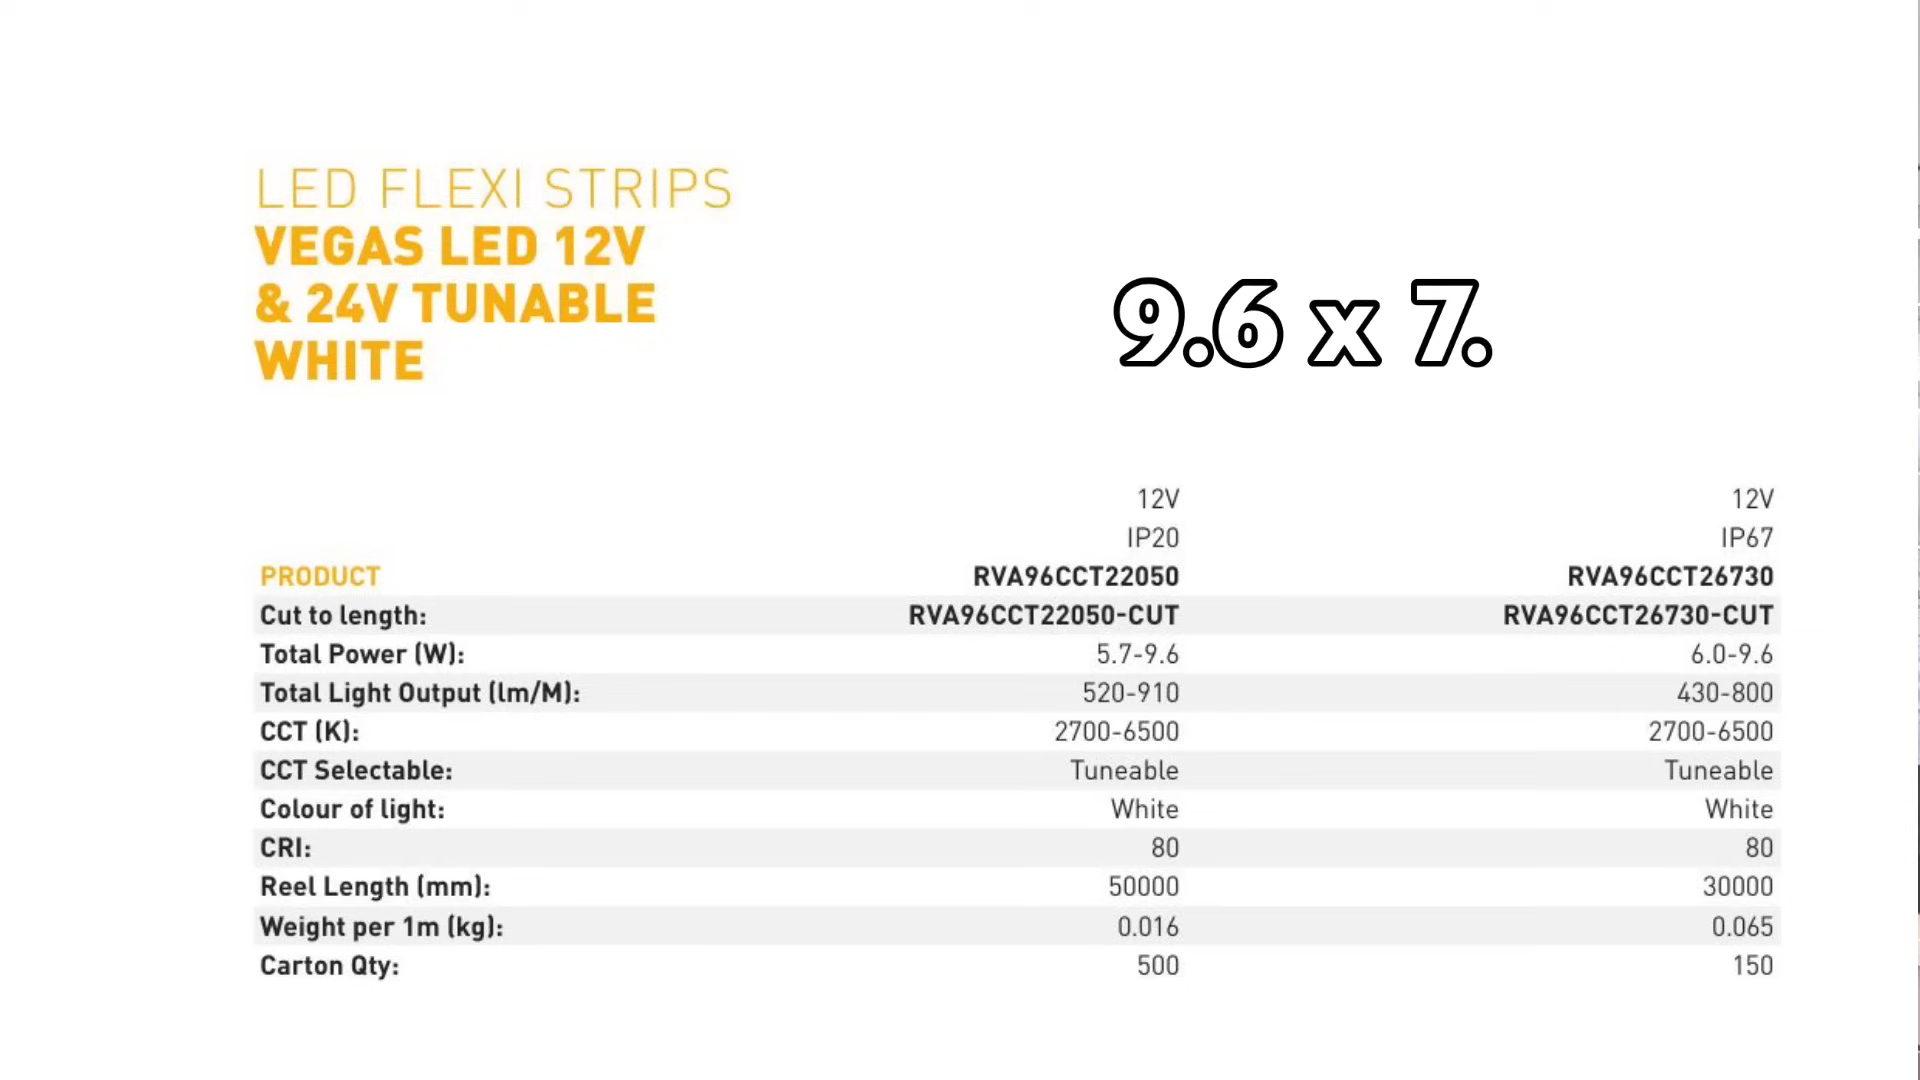 LED FLEXI STRIPS
VEGAS LED 12V
& 24V TUNABLE
WHITE
9.6 x 7.
12V 12V
IP20 IP67
PRODUCT RVA96CCT22050 RVA96CCT26730
Cut to length: RVA96CCT22050-CUT RVA96CCT26730-CUT
Total Power (W): 5.7-9.6 6.0-9.6
Total Light Output (lm/M): 520-910 430-800
CCT (K): 2700-6500 2700-6500
CCT Selectable: Tuneable Tuneable
Colour of light: White White
CRI: 80 80
Reel Length (mm): 50000 30000
Weight per 1m (kg): 0.016 0.065
Carton Qty: 500 150